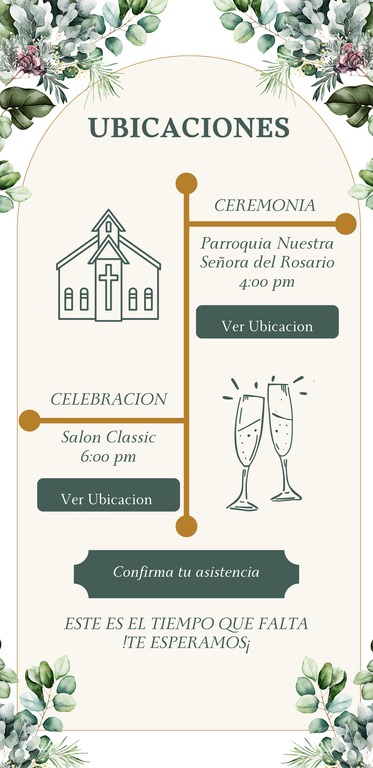 UBICACIONES
CEREMONIA
Parroquia Nuestra
Señora del Rosario
4:00 pm
Ver Ubicacion
CELEBRACION
Salon Classic
6:00 pm
Ver Ubicacion
Confirma tu asistencia
ESTE ES EL TIEMPO QUE FALTA
!TE ESPERAMOS¡